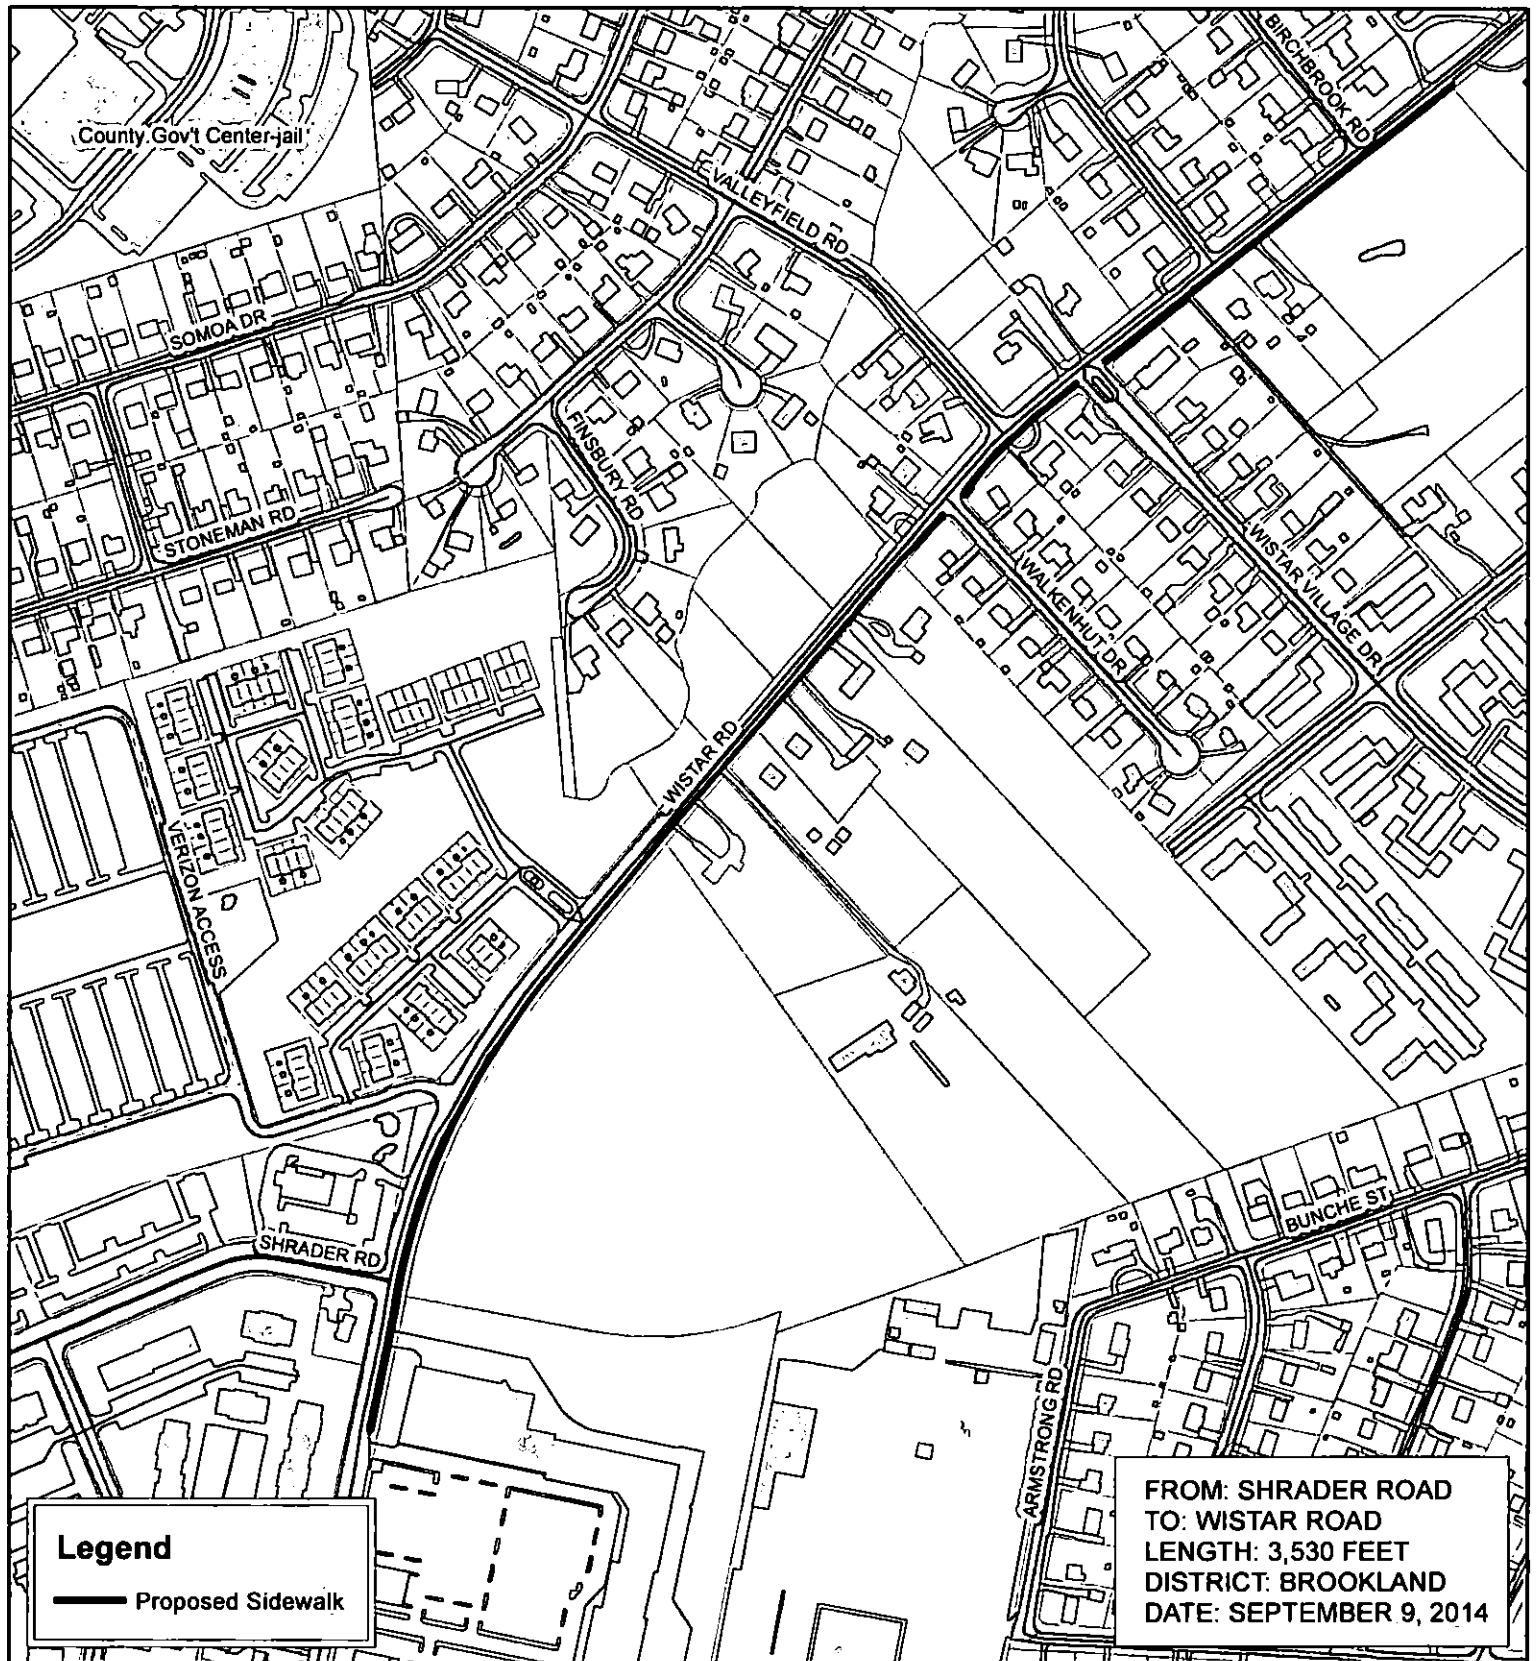 BIRCHBROOK RD
County Gov't Center-jail
VALLEYFIELD RD
SOMOA DR
FINSBURY RD
STONEMAN RD
WISTAR VILLAGE DR
WALKENHUT DR
WISTAR RD
VERIZON ACCESS
BUNCHE ST
SHRADER RD
ARMSTRONG RD
Legend
Proposed Sidewalk
FROM: SHRADER ROAD
TO: WISTAR ROAD
LENGTH: 3,530 FEET
DISTRICT: BROOKLAND
DATE: SEPTEMBER 9, 2014